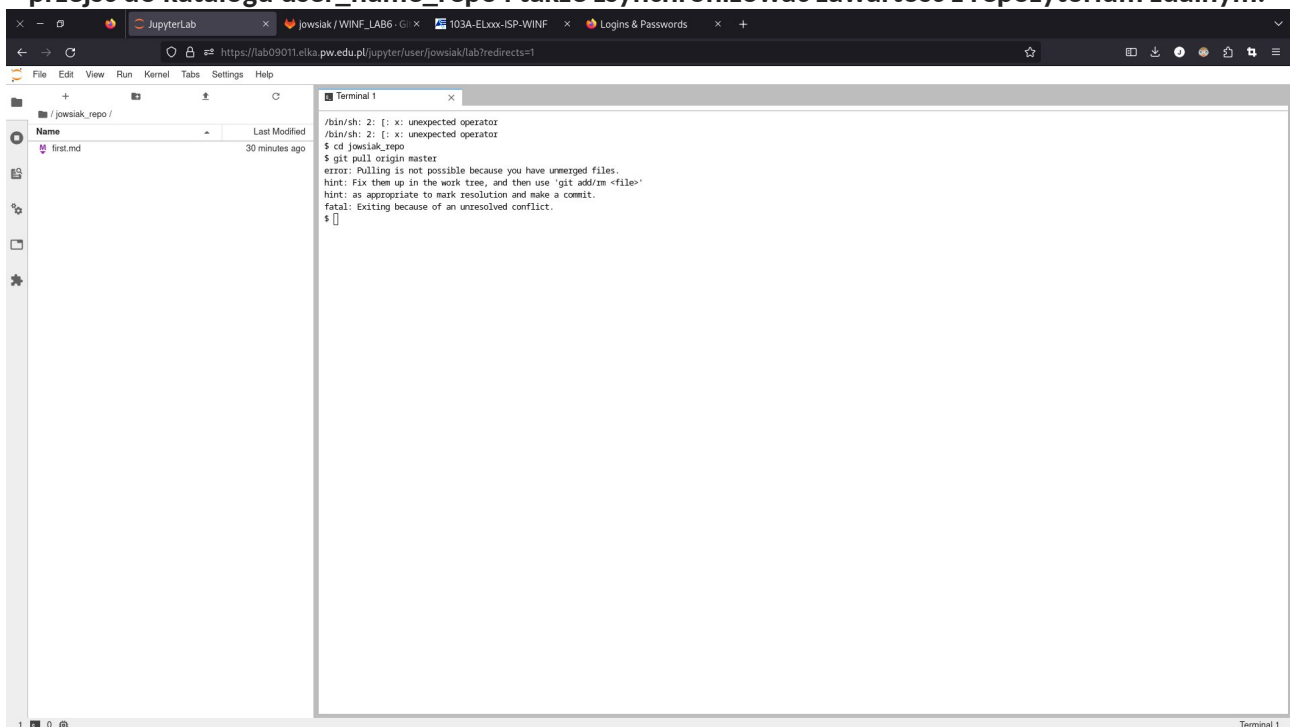 przejść do katalogu user_name_repo i także zsynchronizować zawartość z repozytorium zdalnym.
JupyterLab
jowsiak / WINF_LAB6 · Gi
103A-ELxxx-ISP-WINF
Logins & Passwords
https://lab09011.elka.pw.edu.pl/jupyter/user/jowsiak/lab?redirects=1
File Edit View Run Kernel Tabs Settings Help
/ jowsiak_repo /
Name Last Modified
first.md 30 minutes ago
Terminal 1
/bin/sh: 2: [: x: unexpected operator
/bin/sh: 2: [: x: unexpected operator
$ cd jowsiak_repo
$ git pull origin master
error: Pulling is not possible because you have unmerged files.
hint: Fix them up in the work tree, and then use 'git add/rm <file>'
hint: as appropriate to mark resolution and make a commit.
fatal: Exiting because of an unresolved conflict.
$
1 0 Terminal 1